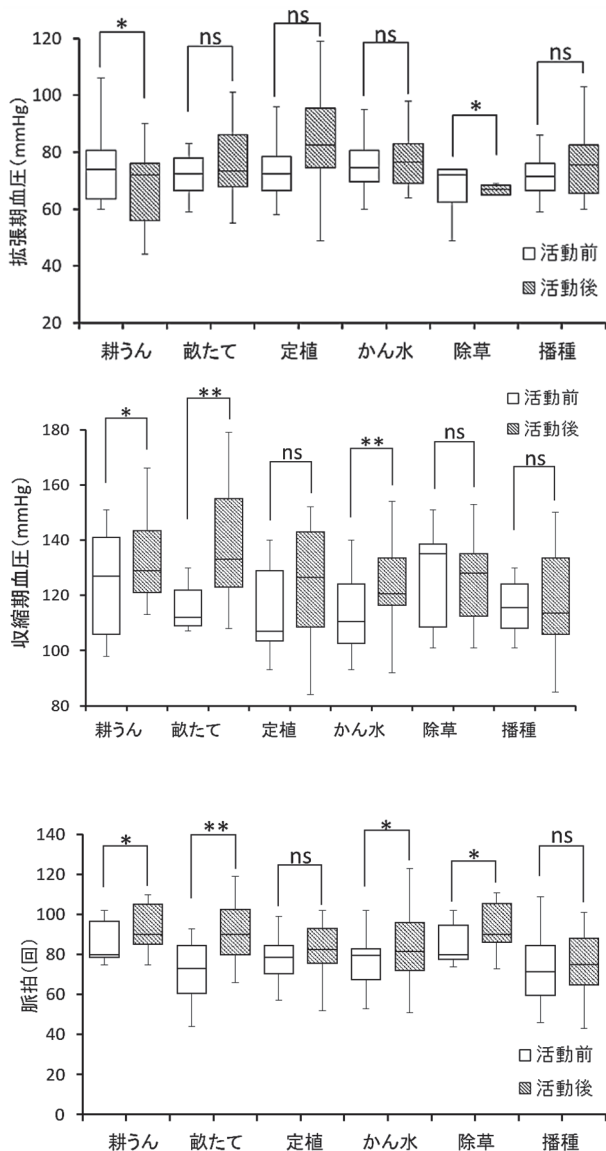 拡張期血圧(mmHg)
120
100
80
60
40
20
*
ns
ns
ns
*
ns
活動前
活動後
耕うん 畝たて 定植 かん水 除草 播種
収縮期血圧(mmHg)
180
160
140
120
100
80
*
**
ns
**
ns
ns
活動前
活動後
耕うん 畝たて 定植 かん水 除草 播種
脈拍(回)
140
120
100
80
60
40
20
0
*
**
ns
*
*
ns
活動前
活動後
耕うん 畝たて 定植 かん水 除草 播種